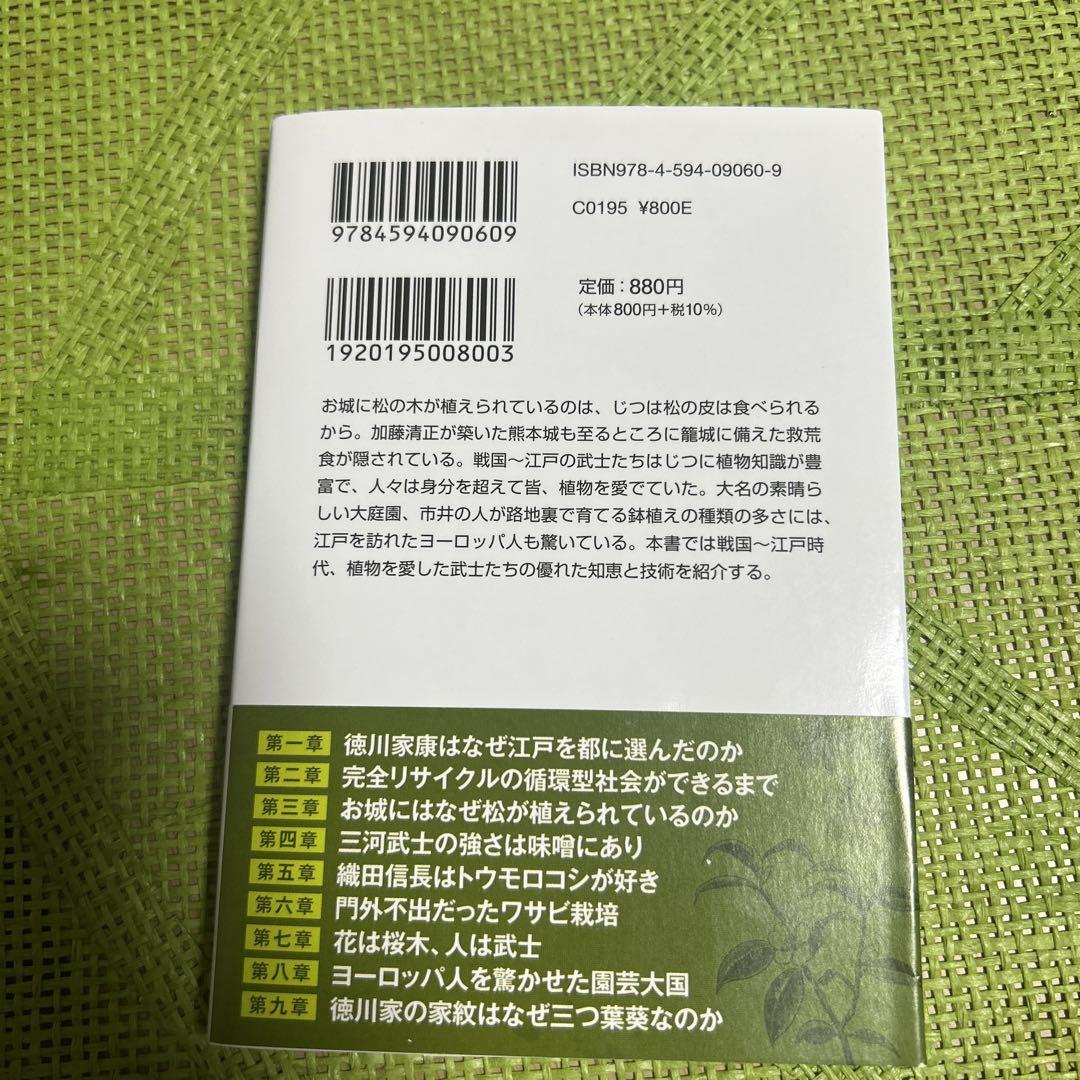 ISBN978-4-594-09060-9
C0195 ¥800E
9784594090609
定価：880円
（本体800円＋税10％）
1920195008003
お城に松の木が植えられているのは、じつは松の皮は食べられる
から。加藤清正が築いた熊本城も至るところに籠城に備えた救荒
食が隠されている。戦国～江戸の武士たちはじつに植物知識が豊
富で、人々は身分を超えて皆、植物を愛でていた。大名の素晴ら
しい大庭園、市井の人が路地裏で育てる鉢植えの種類の多さには、
江戸を訪れたヨーロッパ人も驚いている。本書では戦国～江戸時
代、植物を愛した武士たちの優れた知恵と技術を紹介する。
第一章 徳川家康はなぜ江戸を都に選んだのか
第二章 完全リサイクルの循環型社会ができるまで
第三章 お城にはなぜ松が植えられているのか
第四章 三河武士の強さは味噌にあり
第五章 織田信長はトウモロコシが好き
第六章 門外不出だったワサビ栽培
第七章 花は桜木、人は武士
第八章 ヨーロッパ人を驚かせた園芸大国
第九章 徳川家の家紋はなぜ三つ葉葵なのか